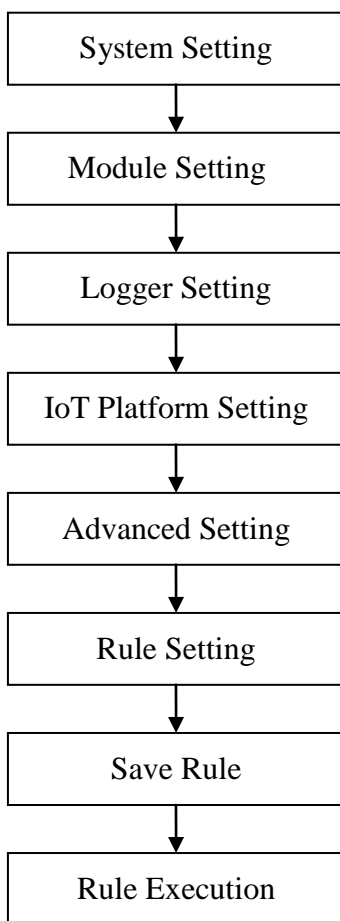 System Setting
Module Setting
Logger Setting
IoT Platform Setting
Advanced Setting
Rule Setting
Save Rule
Rule Execution